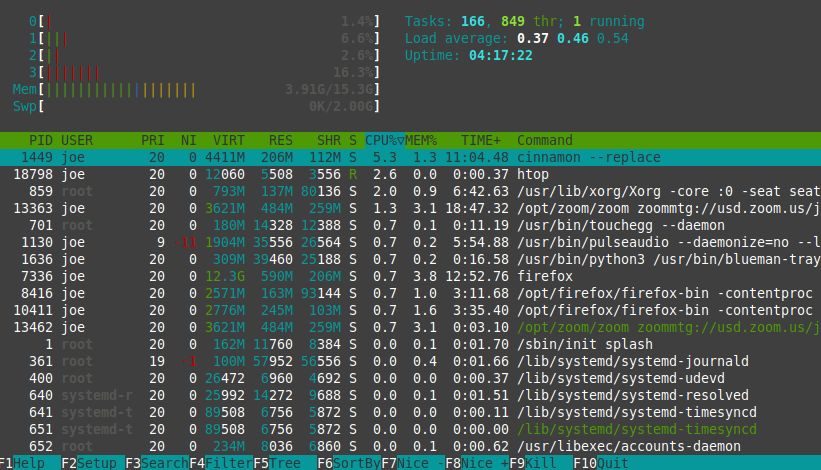 0[| 1.4%] Tasks: 166, 849 thr; 1 running
1[||| 6.6%] Load average: 0.37 0.46 0.54
2[|| 2.6%] Uptime: 04:17:22
3[||||||| 16.3%]
Mem[||||||||||||||||||| 3.91G/15.3G]
Swp[ 0K/2.00G]
PID USER PRI NI VIRT RES SHR S CPU%▽MEM% TIME+ Command
1449 joe 20 0 4411M 206M 112M S 5.3 1.3 11:04.48 cinnamon --replace
18798 joe 20 0 12060 5508 3556 R 2.6 0.0 0:00.37 htop
859 root 20 0 793M 137M 80136 S 2.0 0.9 6:42.63 /usr/lib/xorg/Xorg -core :0 -seat seat
13363 joe 20 0 3621M 484M 259M S 1.3 3.1 18:47.32 /opt/zoom/zoom zoommtg://usd.zoom.us/j
701 root 20 0 180M 14328 12388 S 0.7 0.1 0:11.19 /usr/bin/touchegg --daemon
1130 joe 9 -11 1904M 35556 26564 S 0.7 0.2 5:54.88 /usr/bin/pulseaudio --daemonize=no --l
1636 joe 20 0 309M 39460 25188 S 0.7 0.2 0:16.58 /usr/bin/python3 /usr/bin/blueman-tray
7336 joe 20 0 12.3G 590M 206M S 0.7 3.8 12:52.76 firefox
8416 joe 20 0 2571M 163M 93144 S 0.7 1.0 3:11.68 /opt/firefox/firefox-bin -contentproc
10411 joe 20 0 2776M 245M 103M S 0.7 1.6 3:35.40 /opt/firefox/firefox-bin -contentproc
13462 joe 20 0 3621M 484M 259M S 0.7 3.1 0:03.10 /opt/zoom/zoom zoommtg://usd.zoom.us/j
1 root 20 0 162M 11760 8384 S 0.0 0.1 0:01.70 /sbin/init splash
361 root 19 -1 100M 57952 56556 S 0.0 0.4 0:01.66 /lib/systemd/systemd-journald
400 root 20 0 26472 6960 4692 S 0.0 0.0 0:00.37 /lib/systemd/systemd-udevd
640 systemd-r 20 0 25992 14272 9688 S 0.0 0.1 0:01.51 /lib/systemd/systemd-resolved
641 systemd-t 20 0 89508 6756 5872 S 0.0 0.0 0:00.11 /lib/systemd/systemd-timesyncd
651 systemd-t 20 0 89508 6756 5872 S 0.0 0.0 0:00.00 /lib/systemd/systemd-timesyncd
652 root 20 0 234M 8036 6860 S 0.0 0.1 0:00.62 /usr/libexec/accounts-daemon
F1Help F2Setup F3SearchF4FilterF5Tree F6SortByF7Nice -F8Nice +F9Kill F10Quit